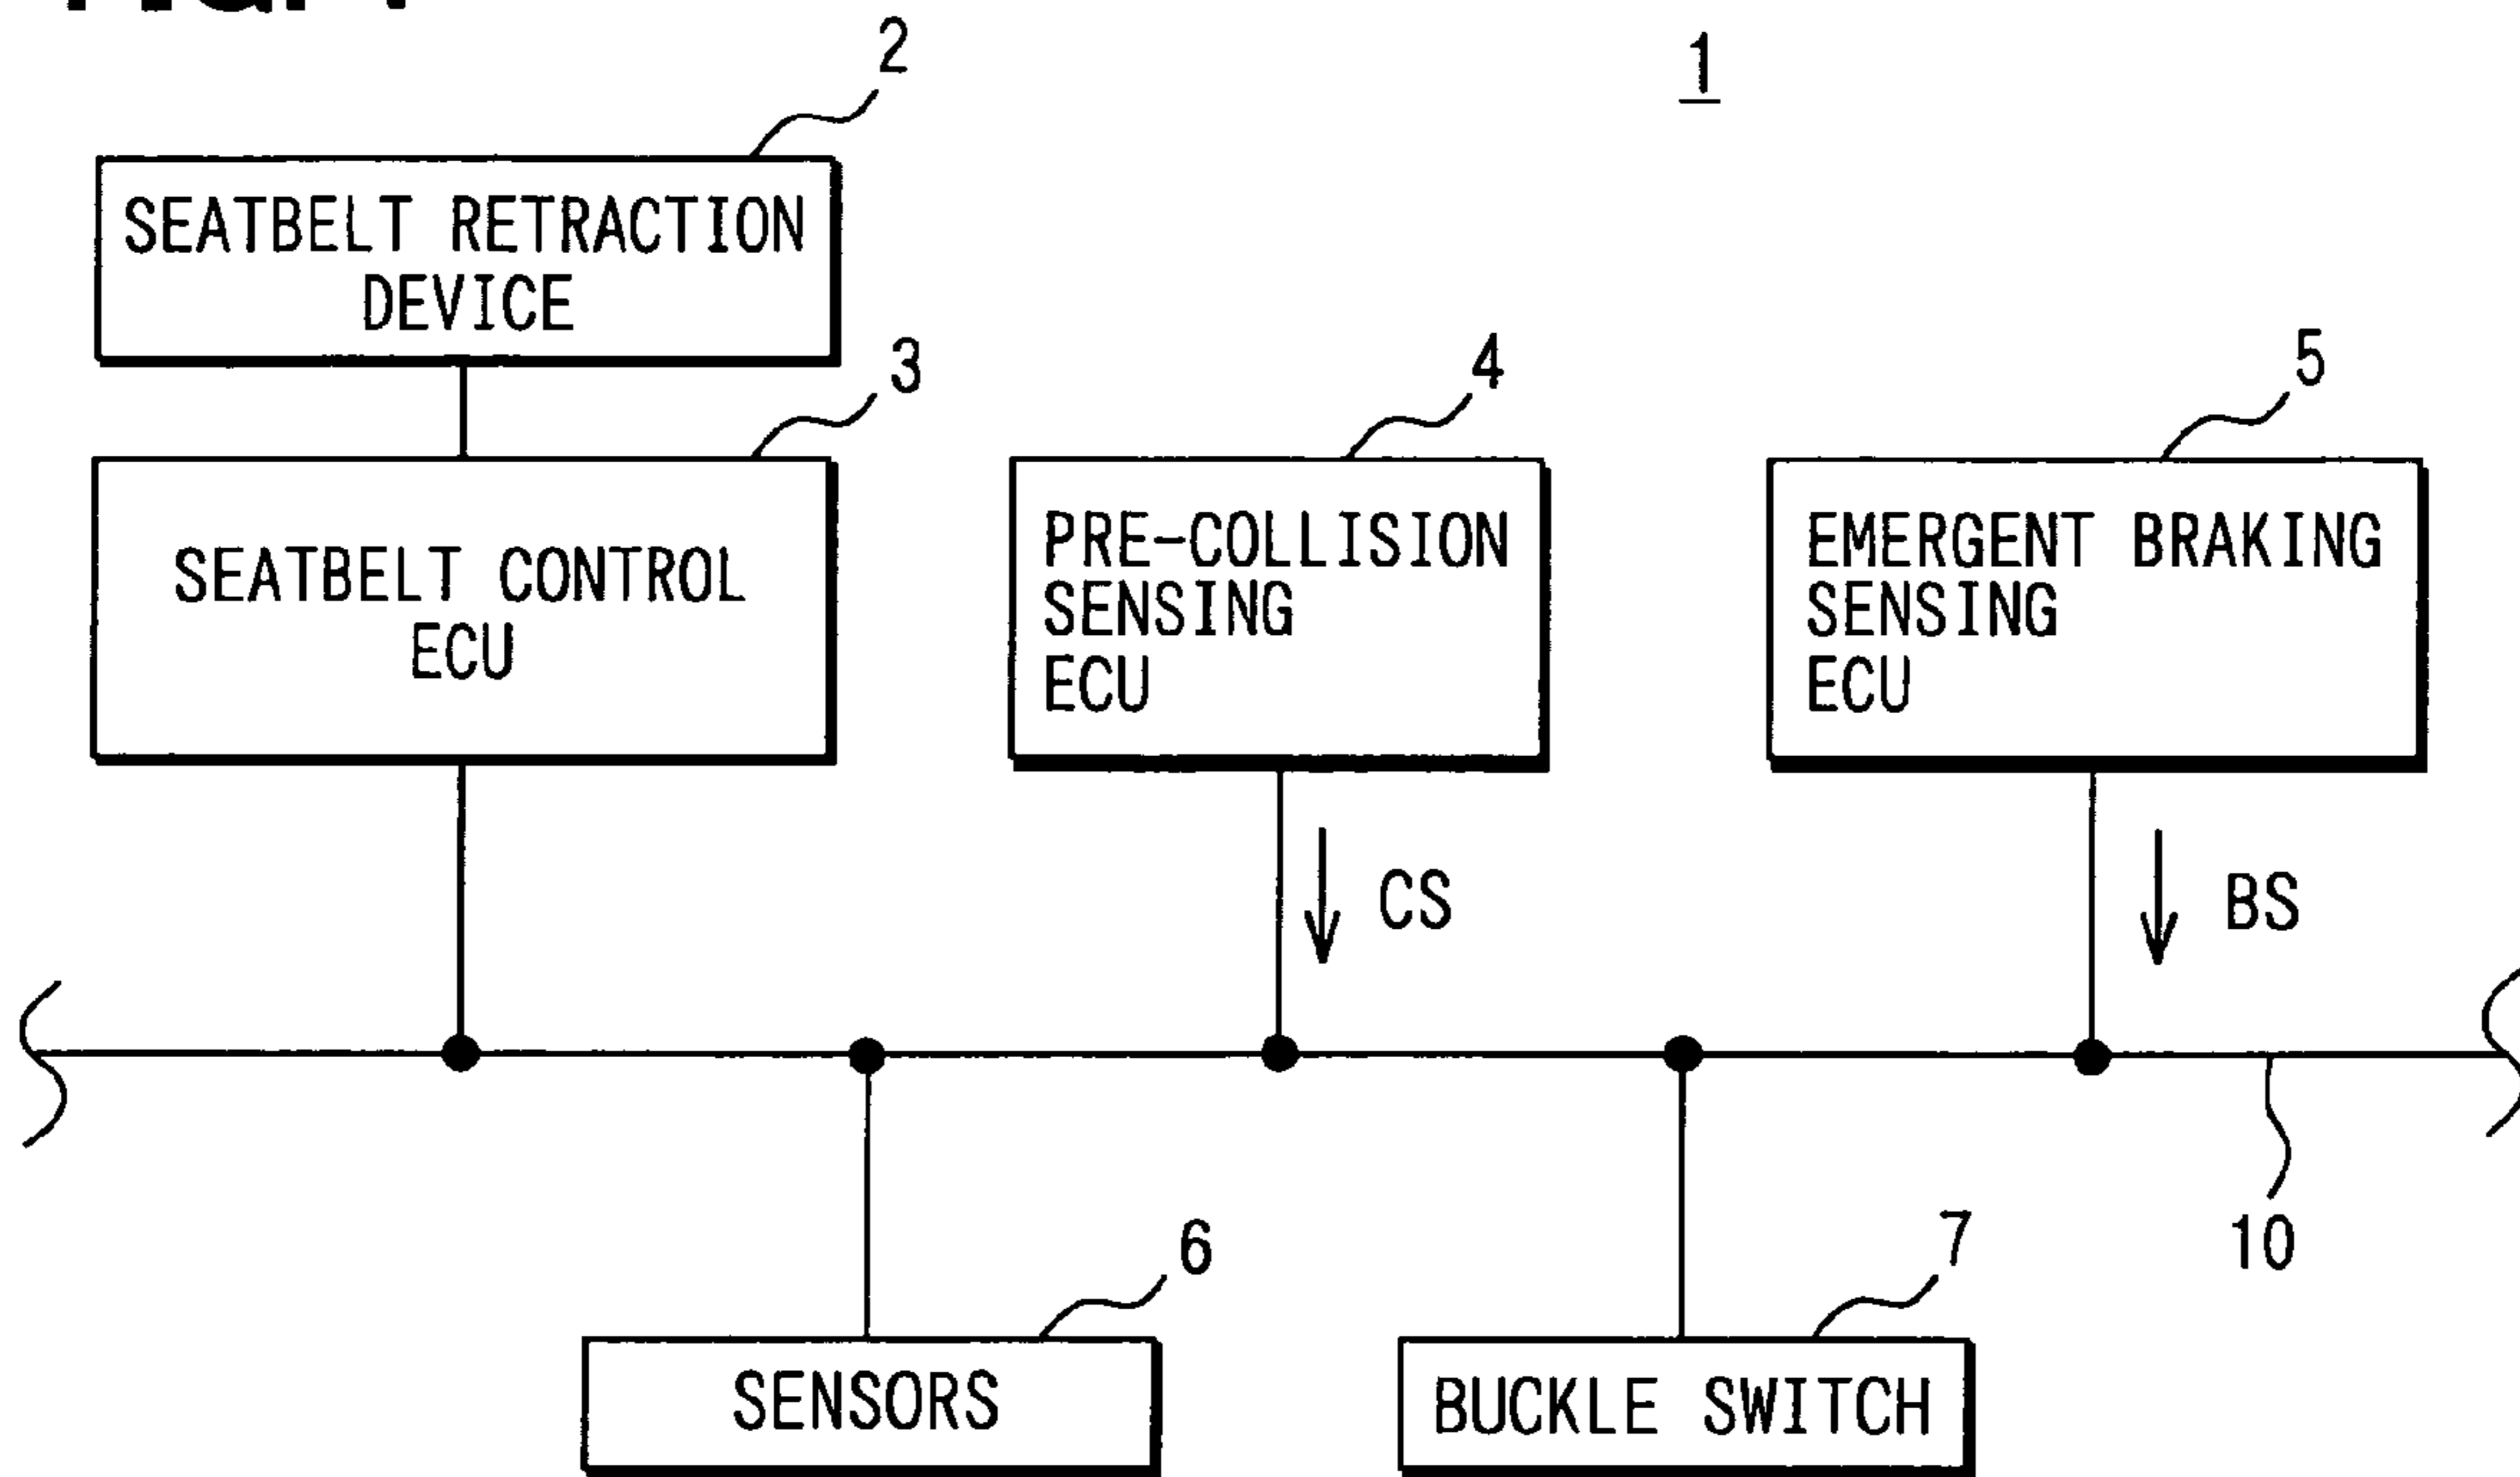 2
1
SEATBELT RETRACTION
DEVICE
3
4
5
SEATBELT CONTROL
ECU
PRE-COLLISION
SENSING
ECU
EMERGENT BRAKING
SENSING
ECU
CS
BS
10
6
7
SENSORS
BUCKLE SWITCH